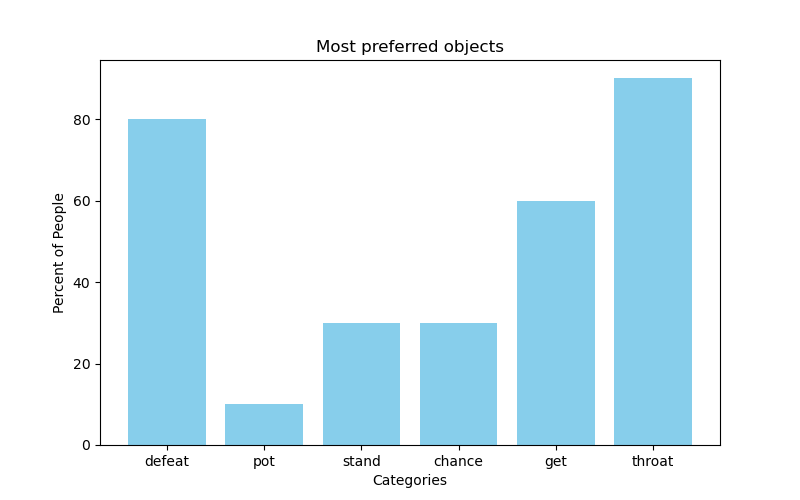 Most preferred objects
Percent of People
80
60
40
20
0
defeat pot stand chance get throat
Categories